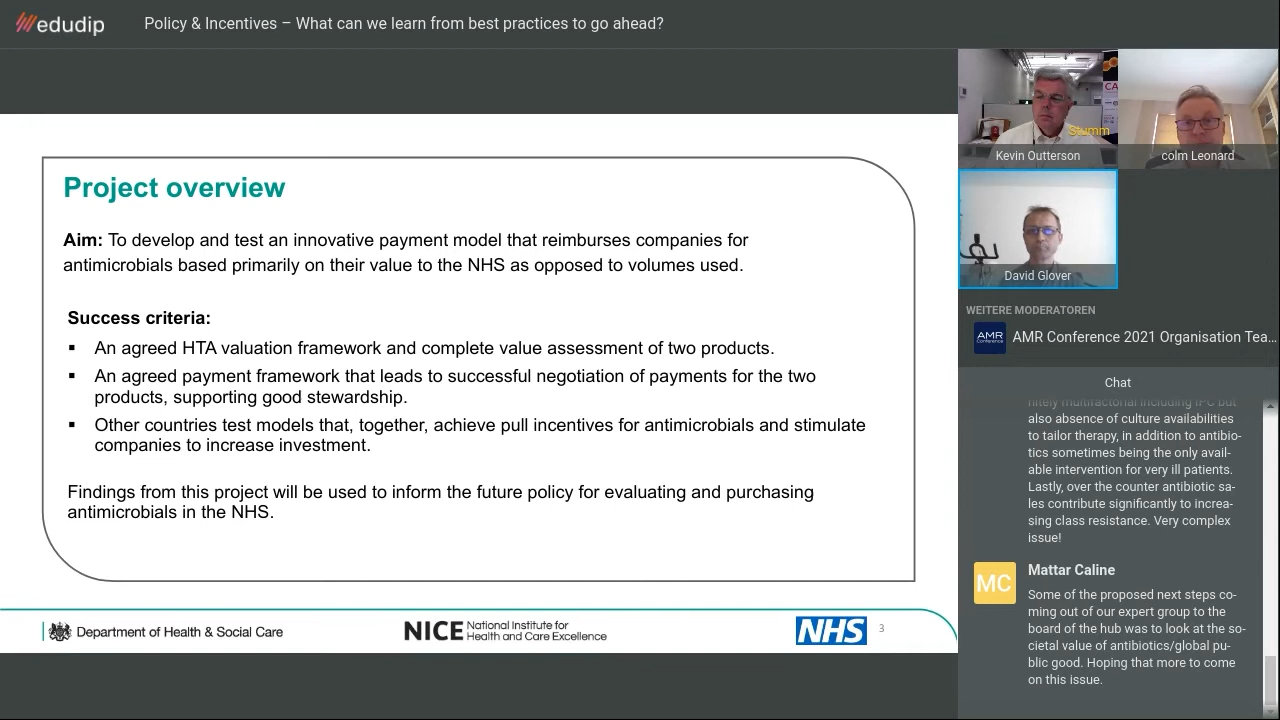 edudip
Policy & Incentives – What can we learn from best practices to go ahead?
Project overview
Aim: To develop and test an innovative payment model that reimburses companies for
antimicrobials based primarily on their value to the NHS as opposed to volumes used.
Success criteria:
▪ An agreed HTA valuation framework and complete value assessment of two products.
▪ An agreed payment framework that leads to successful negotiation of payments for the two
products, supporting good stewardship.
▪ Other countries test models that, together, achieve pull incentives for antimicrobials and stimulate
companies to increase investment.
Findings from this project will be used to inform the future policy for evaluating and purchasing
antimicrobials in the NHS.
Department of Health & Social Care
NICE National Institute for
Health and Care Excellence
NHS
3
CA
Stumm
Kevin Outterson
colm Leonard
David Glover
WEITERE MODERATOREN
AMR
Conference
AMR Conference 2021 Organisation Tea...
Chat
nitely multifactorial including IPC but
also absence of culture availabilities
to tailor therapy, in addition to antibio-
tics sometimes being the only avail-
able intervention for very ill patients.
Lastly, over the counter antibiotic sa-
les contribute significantly to increa-
sing class resistance. Very complex
issue!
MC
Mattar Caline
Some of the proposed next steps co-
ming out of our expert group to the
board of the hub was to look at the so-
cietal value of antibiotics/global pu-
blic good. Hoping that more to come
on this issue.